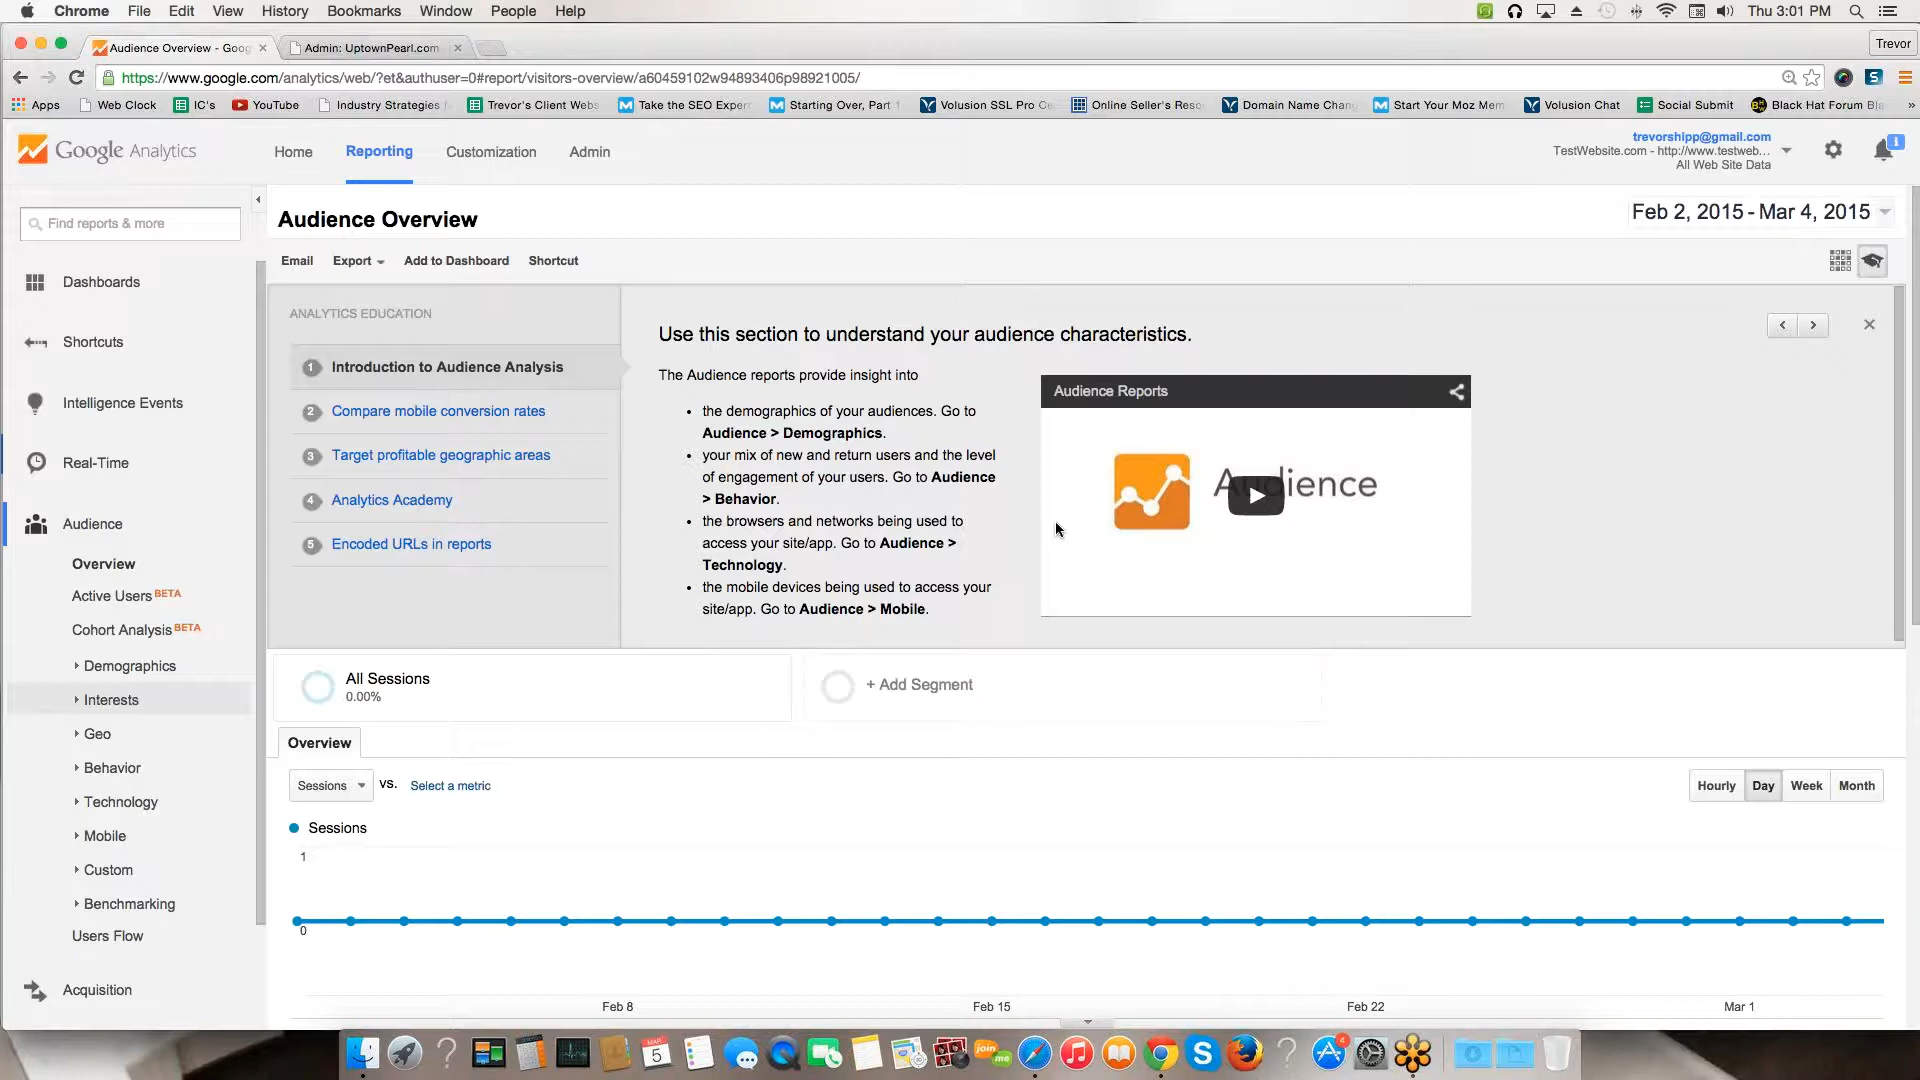 Chrome File Edit View History Bookmarks Window People Help Thu 3:01 PM
Audience Overview - Goog Admin: UptownPearl.com Trevor
https://www.google.com/analytics/web/?et&authuser=0#report/visitors-overview/a60459102w94893406p98921005/
Apps Web Clock IC's YouTube Industry Strategies Trevor's Client Webs Take the SEO Exper Starting Over, Part Volusion SSL Pro Ce Online Seller's Reso Domain Name Chan Start Your Moz Mem Volusion Chat Social Submit Black Hat Forum Bla »
Google Analytics Home Reporting Customization Admin
trevorshipp@gmail.com
TestWebsite.com - http://www.testweb...
All Web Site Data
1
Find reports & more
Dashboards
Shortcuts
Intelligence Events
Real-Time
Audience
Overview
Active Users BETA
Cohort Analysis BETA
Demographics
Interests
Geo
Behavior
Technology
Mobile
Custom
Benchmarking
Users Flow
Acquisition
Audience Overview
Feb 2, 2015 - Mar 4, 2015
Email Export Add to Dashboard Shortcut
ANALYTICS EDUCATION
1 Introduction to Audience Analysis
2 Compare mobile conversion rates
3 Target profitable geographic areas
4 Analytics Academy
5 Encoded URLs in reports
Use this section to understand your audience characteristics.
The Audience reports provide insight into
• the demographics of your audiences. Go to
Audience > Demographics.
• your mix of new and return users and the level
of engagement of your users. Go to Audience
> Behavior.
• the browsers and networks being used to
access your site/app. Go to Audience >
Technology.
• the mobile devices being used to access your
site/app. Go to Audience > Mobile.
Audience Reports
Audience
All Sessions
0.00%
+ Add Segment
Overview
Sessions vs. Select a metric
Hourly Day Week Month
Sessions
1
0
Feb 8 Feb 15 Feb 22 Mar 1
MAR
5
join
me
4